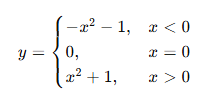 y = { −x² − 1, x < 0
0, x = 0
x² + 1, x > 0